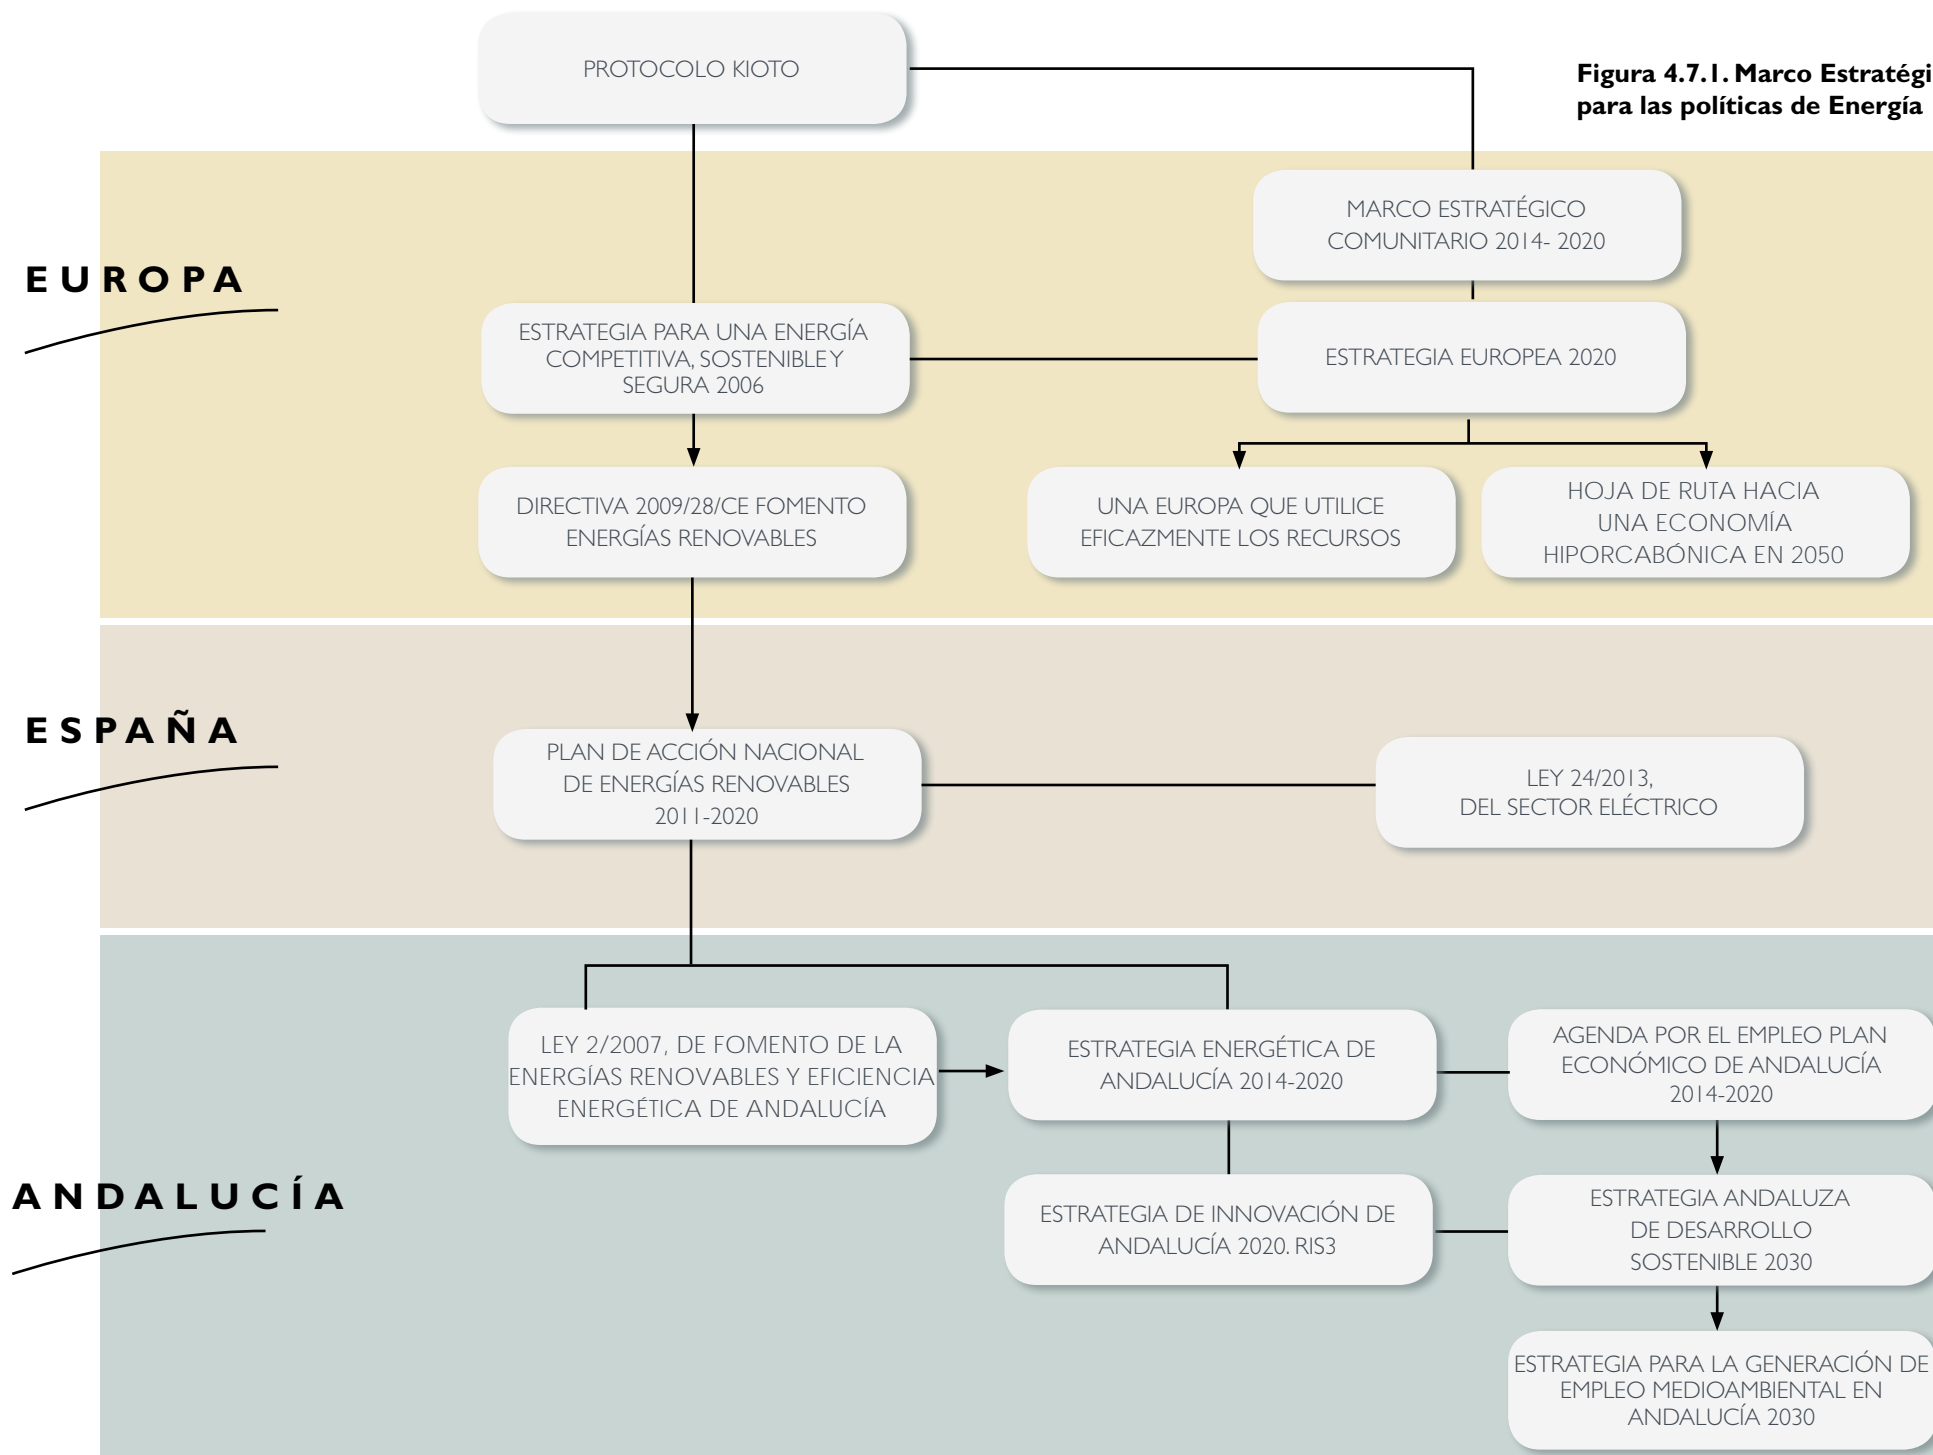 PROTOCOLO KIOTO
Figura 4.7.1. Marco Estratégi
para las políticas de Energía
EUROPA
MARCO ESTRATÉGICO
COMUNITARIO 2014- 2020
ESTRATEGIA PARA UNA ENERGÍA
COMPETITIVA, SOSTENIBLE Y
SEGURA 2006
ESTRATEGIA EUROPEA 2020
DIRECTIVA 2009/28/CE FOMENTO
ENERGÍAS RENOVABLES
UNA EUROPA QUE UTILICE
EFICAZMENTE LOS RECURSOS
HOJA DE RUTA HACIA
UNA ECONOMÍA
HIPORCABÓNICA EN 2050
ESPAÑA
PLAN DE ACCIÓN NACIONAL
DE ENERGÍAS RENOVABLES
2011-2020
LEY 24/2013,
DEL SECTOR ELÉCTRICO
ANDALUCÍA
LEY 2/2007, DE FOMENTO DE LA
ENERGÍAS RENOVABLES Y EFICIENCIA
ENERGÉTICA DE ANDALUCÍA
ESTRATEGIA ENERGÉTICA DE
ANDALUCÍA 2014-2020
AGENDA POR EL EMPLEO PLAN
ECONÓMICO DE ANDALUCÍA
2014-2020
ESTRATEGIA DE INNOVACIÓN DE
ANDALUCÍA 2020. RIS3
ESTRATEGIA ANDALUZA
DE DESARROLLO
SOSTENIBLE 2030
ESTRATEGIA PARA LA GENERACIÓN DE
EMPLEO MEDIOAMBIENTAL EN
ANDALUCÍA 2030